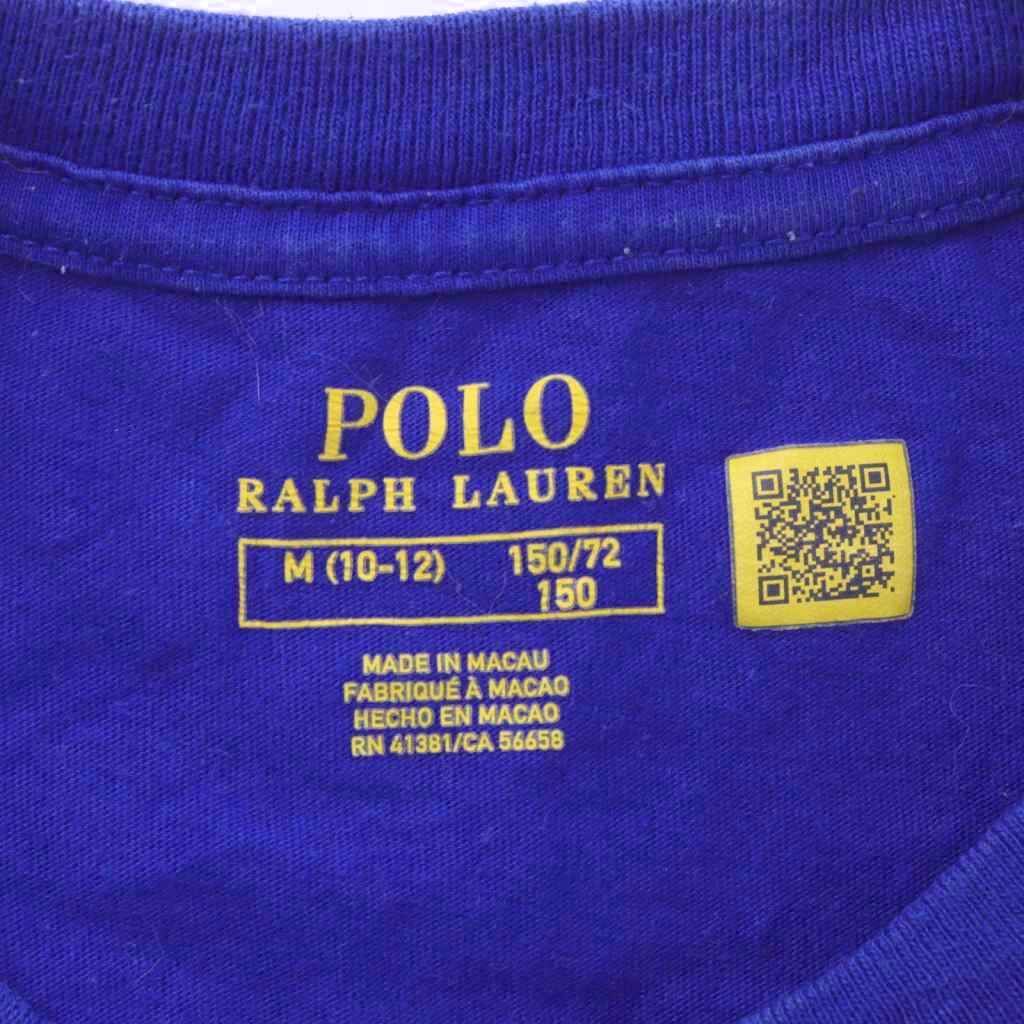 POLO
RALPH LAUREN
M (10-12) 150/72
150
MADE IN MACAU
FABRIQUÉ À MACAO
HECHO EN MACAO
RN 41381/CA 56658